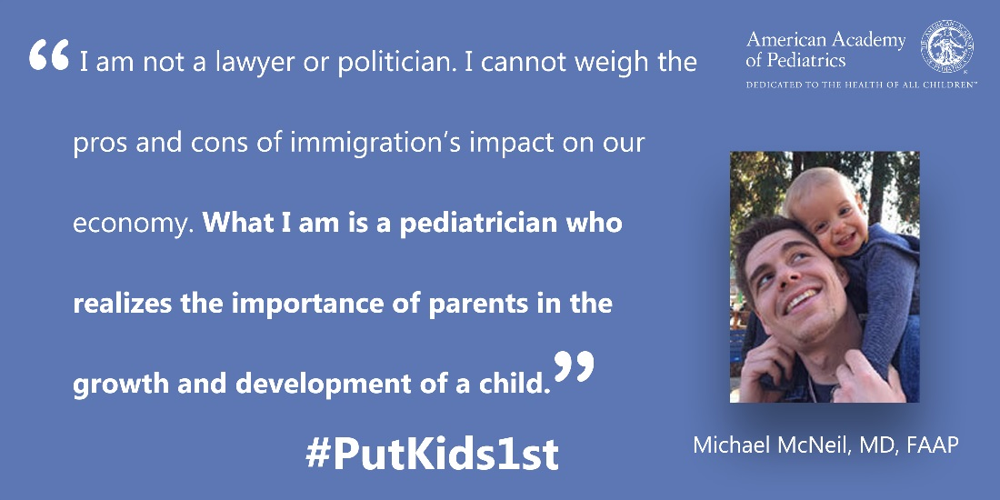 “I am not a lawyer or politician. I cannot weigh the
pros and cons of immigration’s impact on our
economy. What I am is a pediatrician who
realizes the importance of parents in the
growth and development of a child.”
#PutKids1st
American Academy
of Pediatrics
DEDICATED TO THE HEALTH OF ALL CHILDREN™
Michael McNeil, MD, FAAP